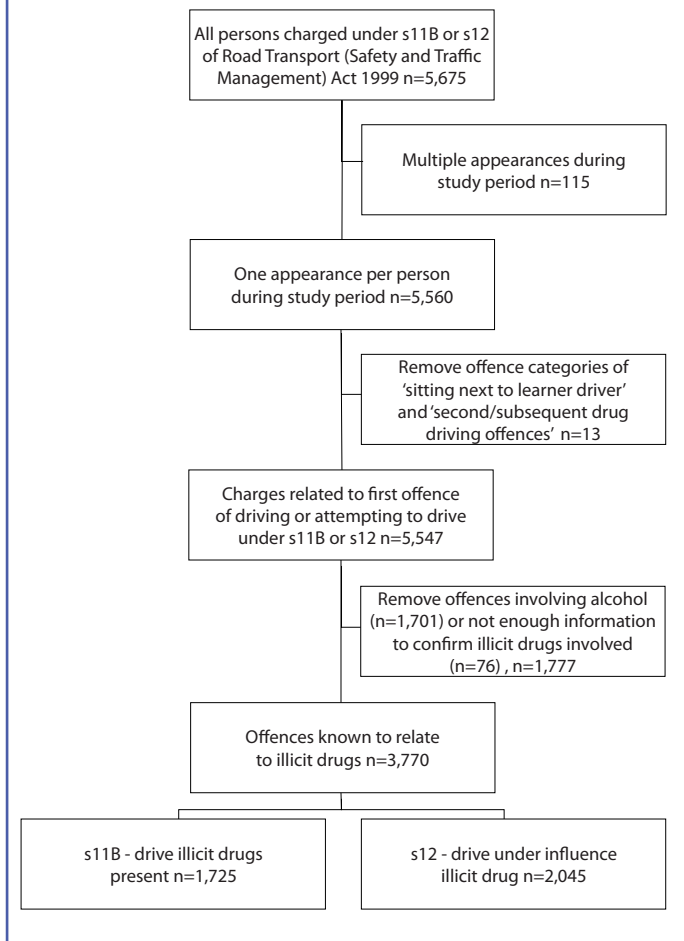 All persons charged under s11B or s12
of Road Transport (Safety and Traffic
Management) Act 1999 n=5,675
Multiple appearances during
study period n=115
One appearance per person
during study period n=5,560
Remove offence categories of
'sitting next to learner driver'
and 'second/subsequent drug
driving offences' n=13
Charges related to first offence
of driving or attempting to drive
under s11B or s12 n=5,547
Remove offences involving alcohol
(n=1,701) or not enough information
to confirm illicit drugs involved
(n=76) , n=1,777
Offences known to relate
to illicit drugs n=3,770
s11B - drive illicit drugs
present n=1,725
s12 - drive under influence
illicit drug n=2,045